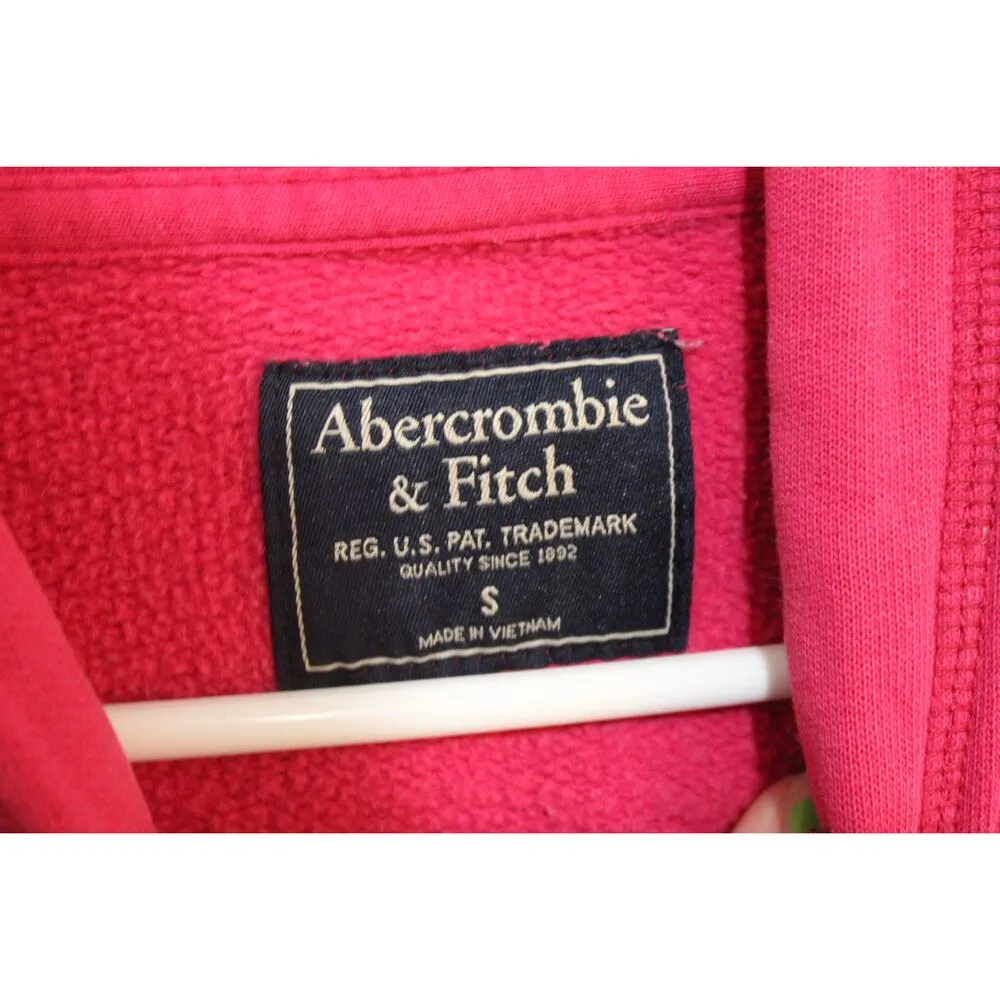 Abercrombie
& Fitch
REG. U.S. PAT. TRADEMARK
QUALITY SINCE 1892
S
MADE IN VIETNAM